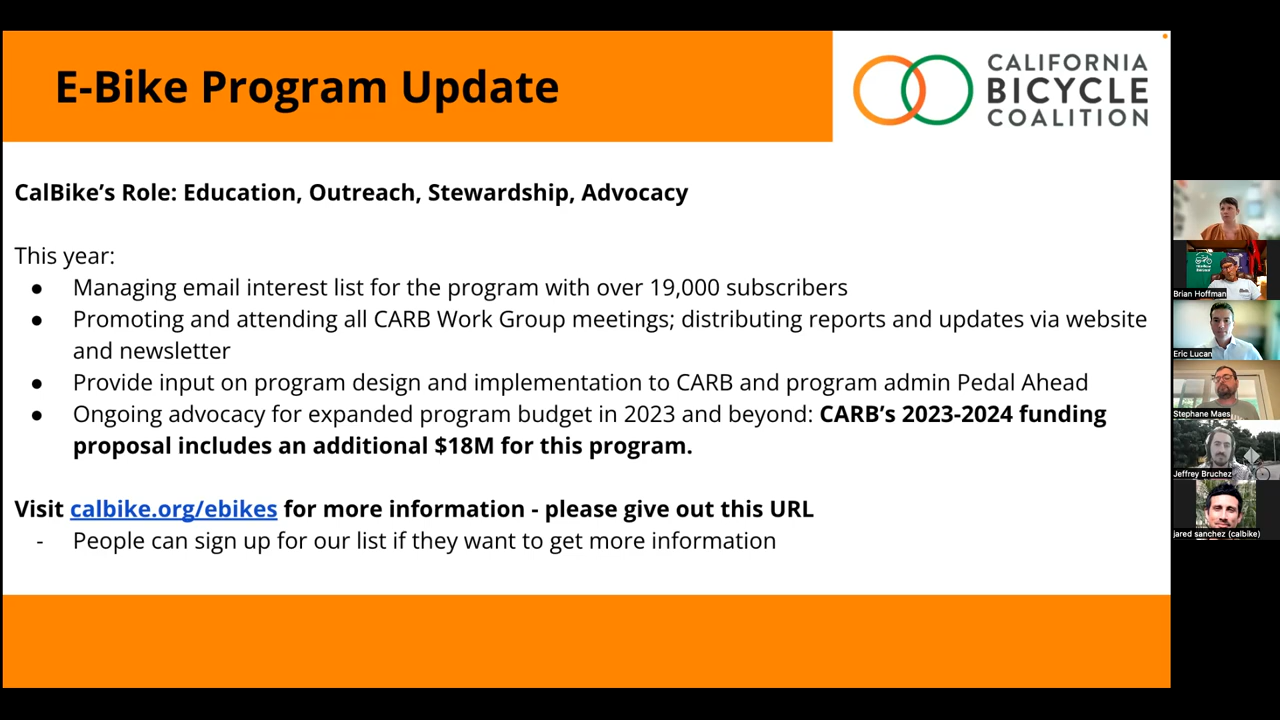 E-Bike Program Update
CALIFORNIA
BICYCLE
COALITION
CalBike's Role: Education, Outreach, Stewardship, Advocacy
This year:
● Managing email interest list for the program with over 19,000 subscribers
● Promoting and attending all CARB Work Group meetings; distributing reports and updates via website
and newsletter
● Provide input on program design and implementation to CARB and program admin Pedal Ahead
● Ongoing advocacy for expanded program budget in 2023 and beyond: CARB's 2023-2024 funding
proposal includes an additional $18M for this program.
Visit calbike.org/ebikes for more information - please give out this URL
- People can sign up for our list if they want to get more information
Brian Hoffman
Eric Lucan
Stephane Maes
Jeffrey Bruchez
jared sanchez (calbike)